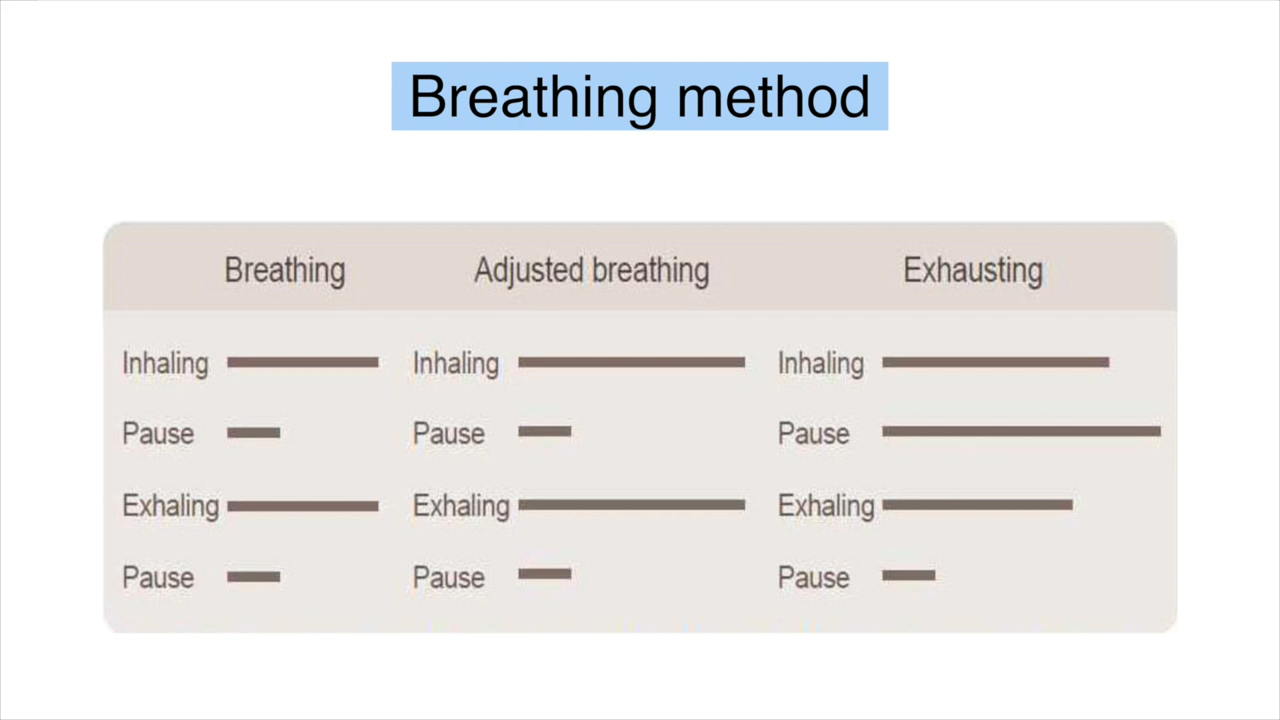 Breathing method
Breathing Adjusted breathing Exhausting
Inhaling Inhaling Inhaling
Pause Pause Pause
Exhaling Exhaling Exhaling
Pause Pause Pause